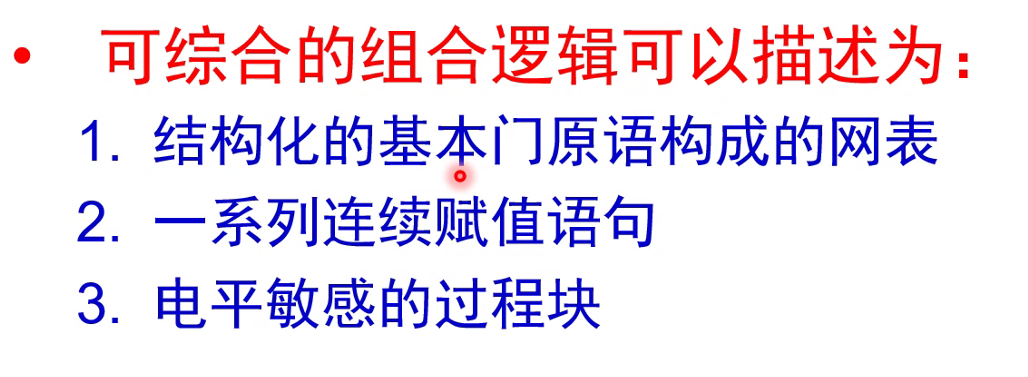 • 可综合的组合逻辑可以描述为：
1. 结构化的基本门原语构成的网表
2. 一系列连续赋值语句
3. 电平敏感的过程块